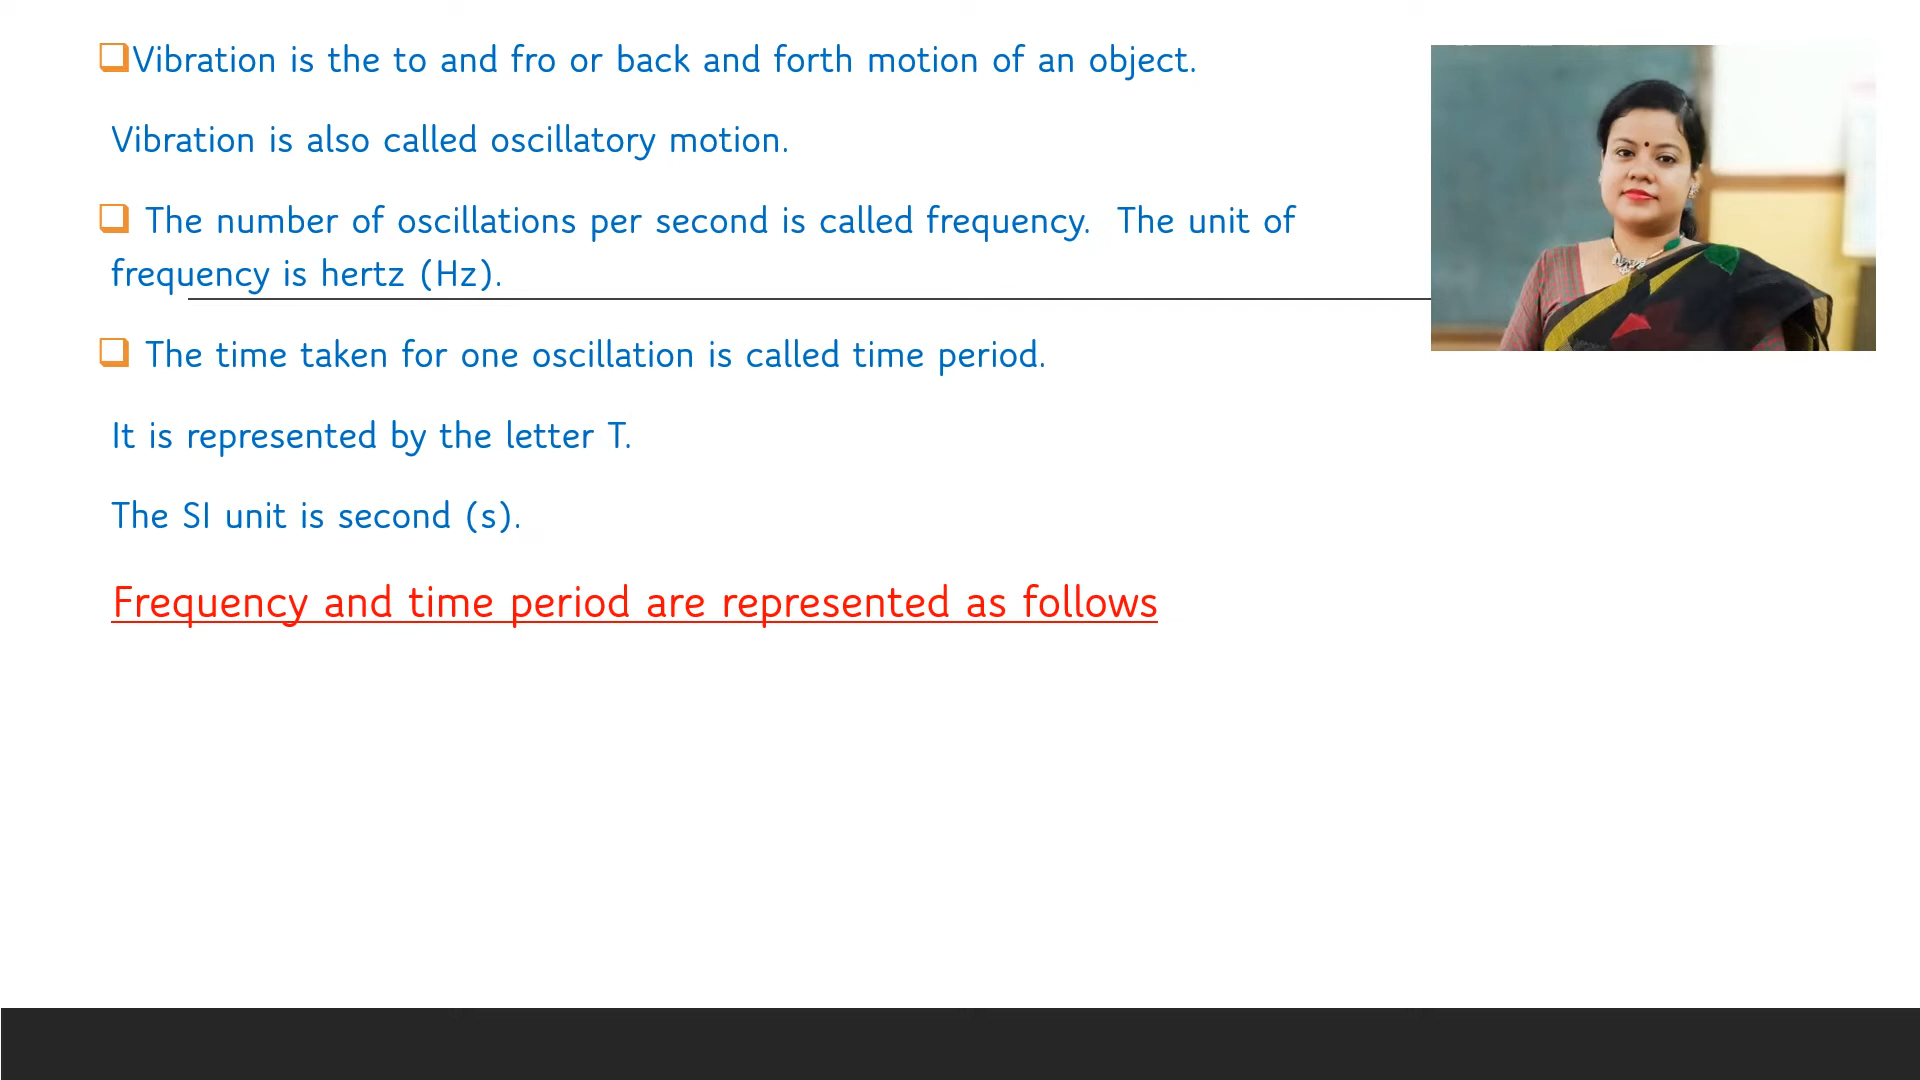 Vibration is the to and fro or back and forth motion of an object.
Vibration is also called oscillatory motion.
The number of oscillations per second is called frequency. The unit of
frequency is hertz (Hz).
The time taken for one oscillation is called time period.
It is represented by the letter T.
The SI unit is second (s).
Frequency and time period are represented as follows